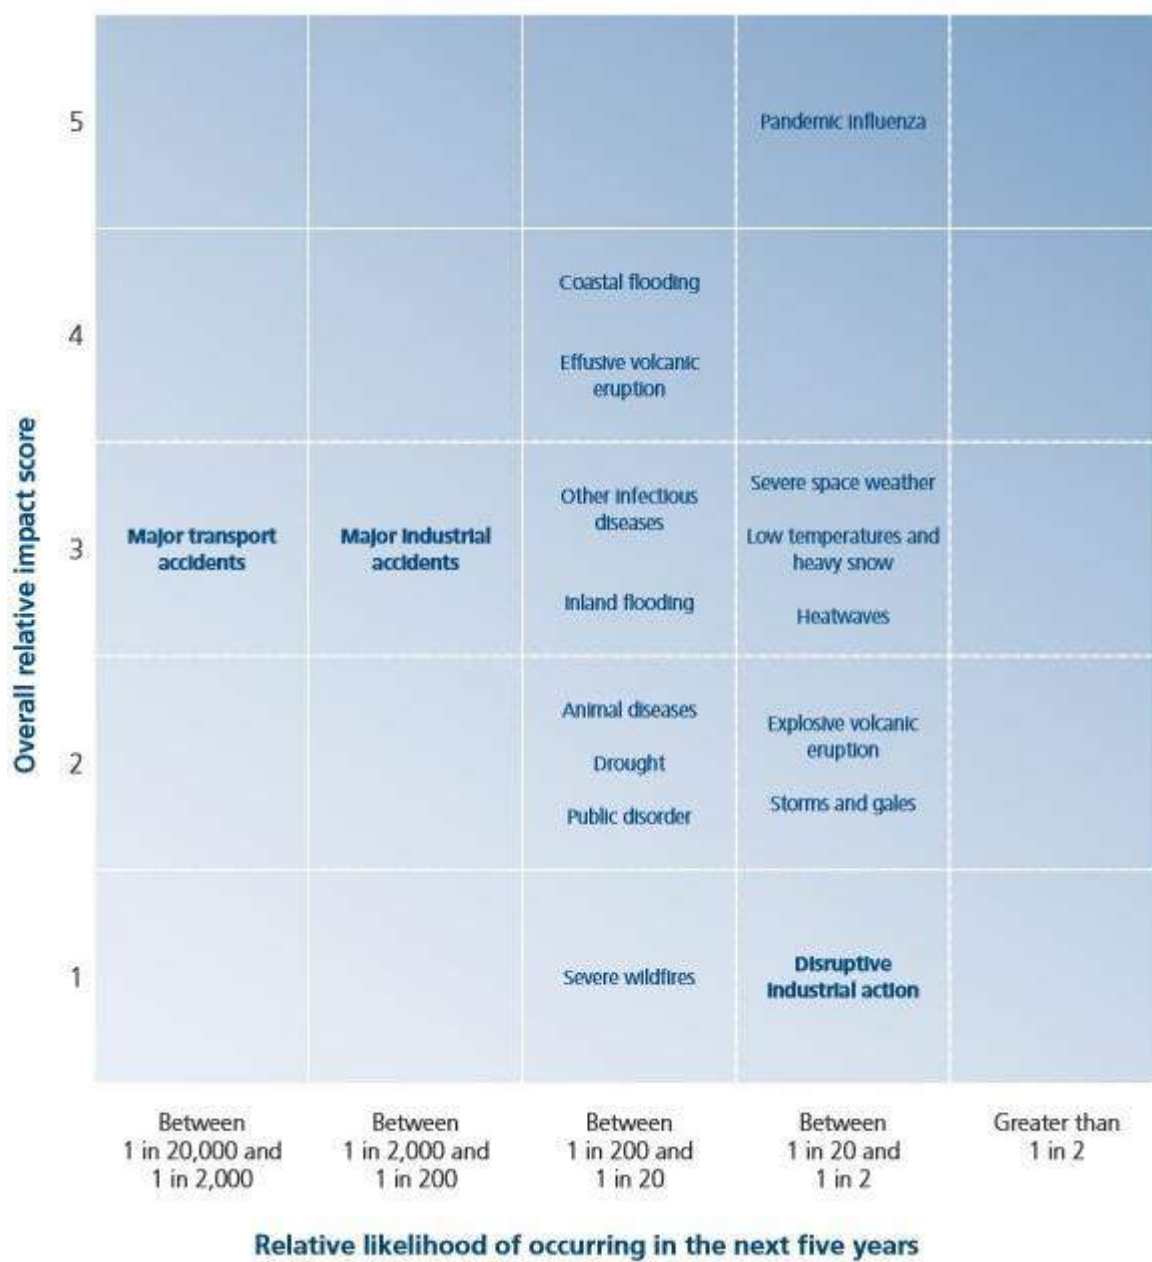 5
Pandemic influenza
Coastal flooding
4
Effusive volcanic
eruption
Overall relative impact score
3
Major transport
accidents
Major industrial
accidents
Other infectious
diseases
Inland flooding
Severe space weather
Low temperatures and
heavy snow
Heatwaves
2
Animal diseases
Drought
Public disorder
Explosive volcanic
eruption
Storms and gales
1
Severe wildfires
Disruptive
industrial action
Between
1 in 20,000 and
1 in 2,000
Between
1 in 2,000 and
1 in 200
Between
1 in 200 and
1 in 20
Between
1 in 20 and
1 in 2
Greater than
1 in 2
Relative likelihood of occurring in the next five years